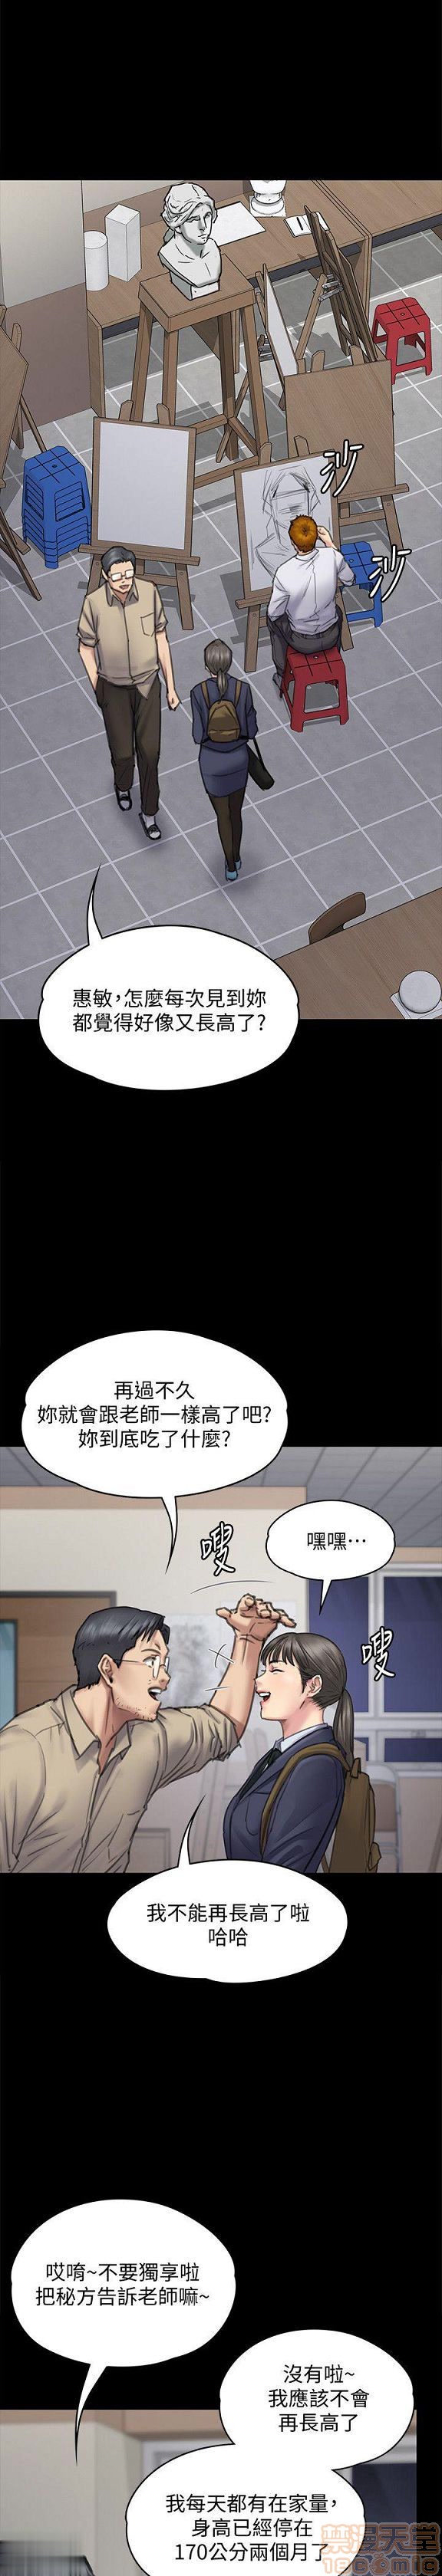 沙
沙
惠敏，怎麼每次見到妳
都覺得好像又長高了?
再過不久
妳就會跟老師一樣高了吧?
妳到底吃了什麼?
嗖
嘿嘿…
嗖
我不能再長高了啦
哈哈
哎唷~不要獨享啦
把秘方告訴老師嘛~
沒有啦~
我應該不會
再長高了
我每天都有在家量，
身高已經停在
170公分兩個月了
禁漫天堂
Tecomic